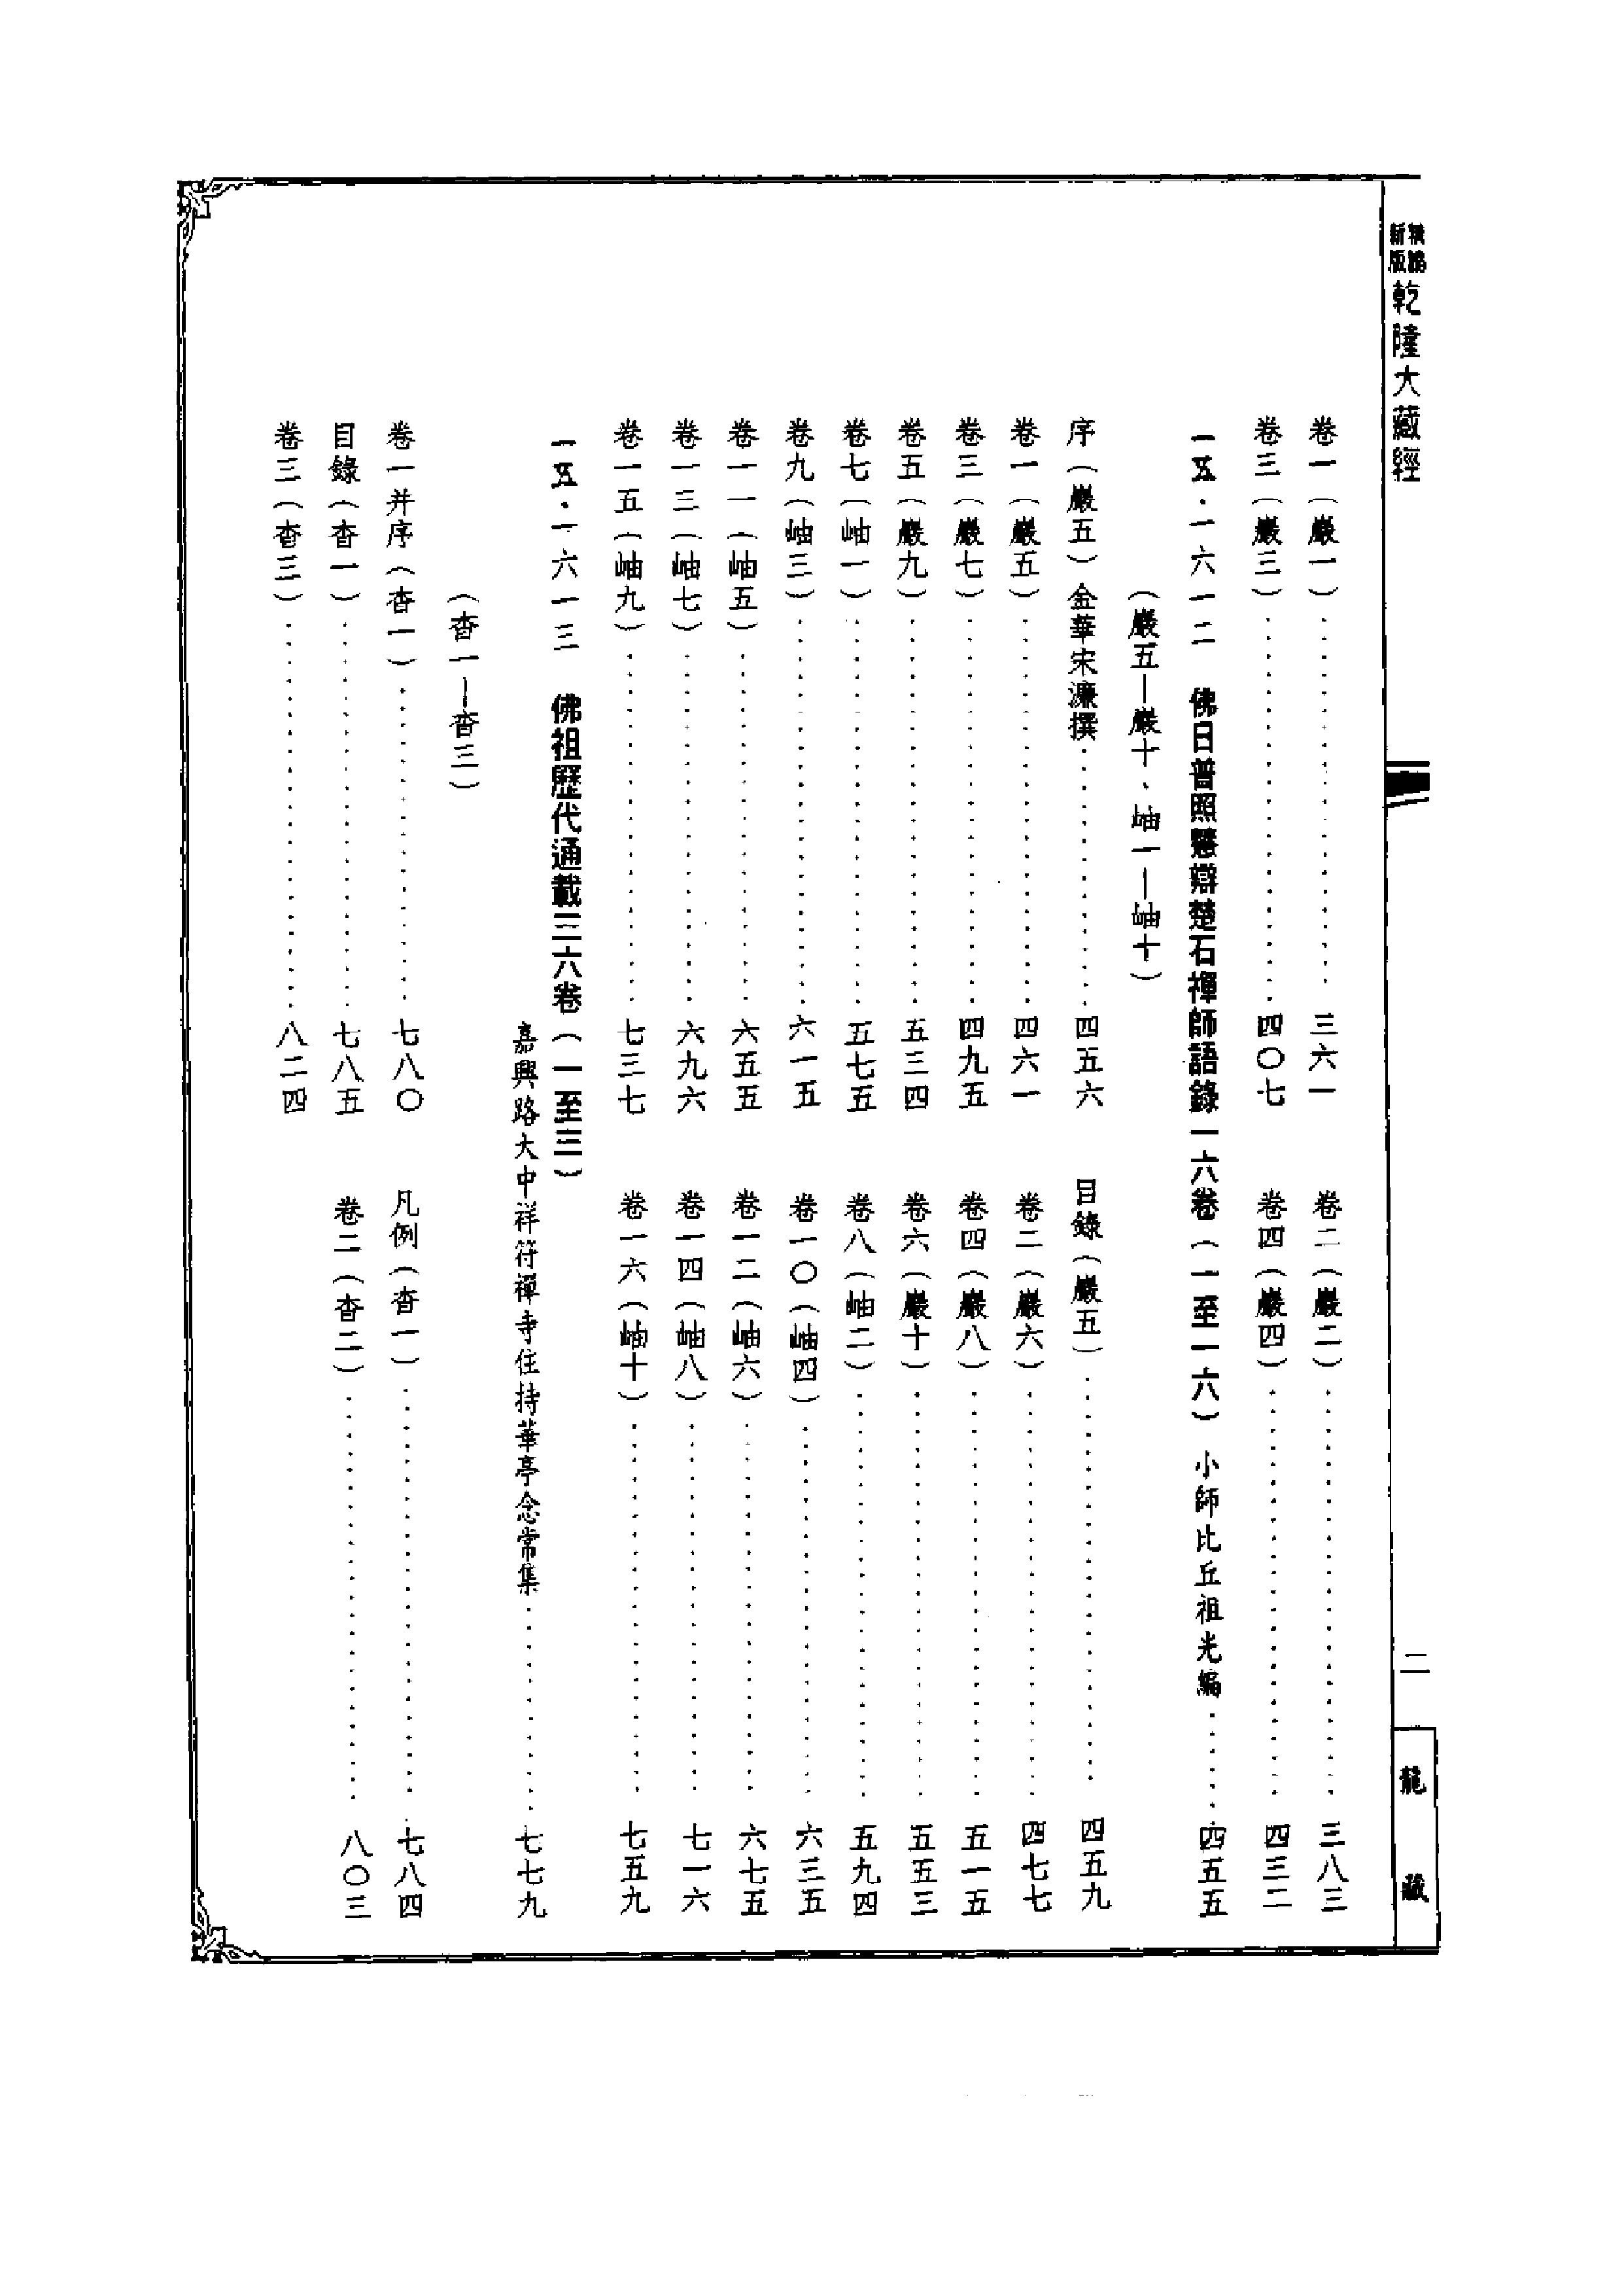 新版
乾隆大藏經
二
龍藏
卷一（巖一）……三六一　卷二（巖二）……三八三
卷三（巖三）……四〇七　卷四（巖四）……四三二
一五‧一六一二　佛日普照慧辯楚石禪師語錄一六卷（一至一六）小師比丘祖光編……四五五
（巖五—巖十、岫一—岫十）
序（巖五）金華宋濂撰……四五六　目錄（巖五）……四五九
卷一（巖五）……四六一　卷二（巖六）……四七七
卷三（巖七）……四九五　卷四（巖八）……五一五
卷五（巖九）……五三四　卷六（巖十）……五五三
卷七（岫一）……五七五　卷八（岫二）……五九四
卷九（岫三）……六一五　卷一〇（岫四）……六三五
卷一一（岫五）……六五五　卷一二（岫六）……六七五
卷一三（岫七）……六九六　卷一四（岫八）……七一六
卷一五（岫九）……七三七　卷一六（岫十）……七五九
一五‧一六一三　佛祖歷代通載三六卷（一至三）
嘉興路大中祥符禪寺住持華亭念常集……七七九
（杳一—杳三）
卷一并序（杳一）……七八〇　凡例（杳一）……七八四
目錄（杳一）……七八五　卷二（杳二）……八〇三
卷三（杳三）……八二四